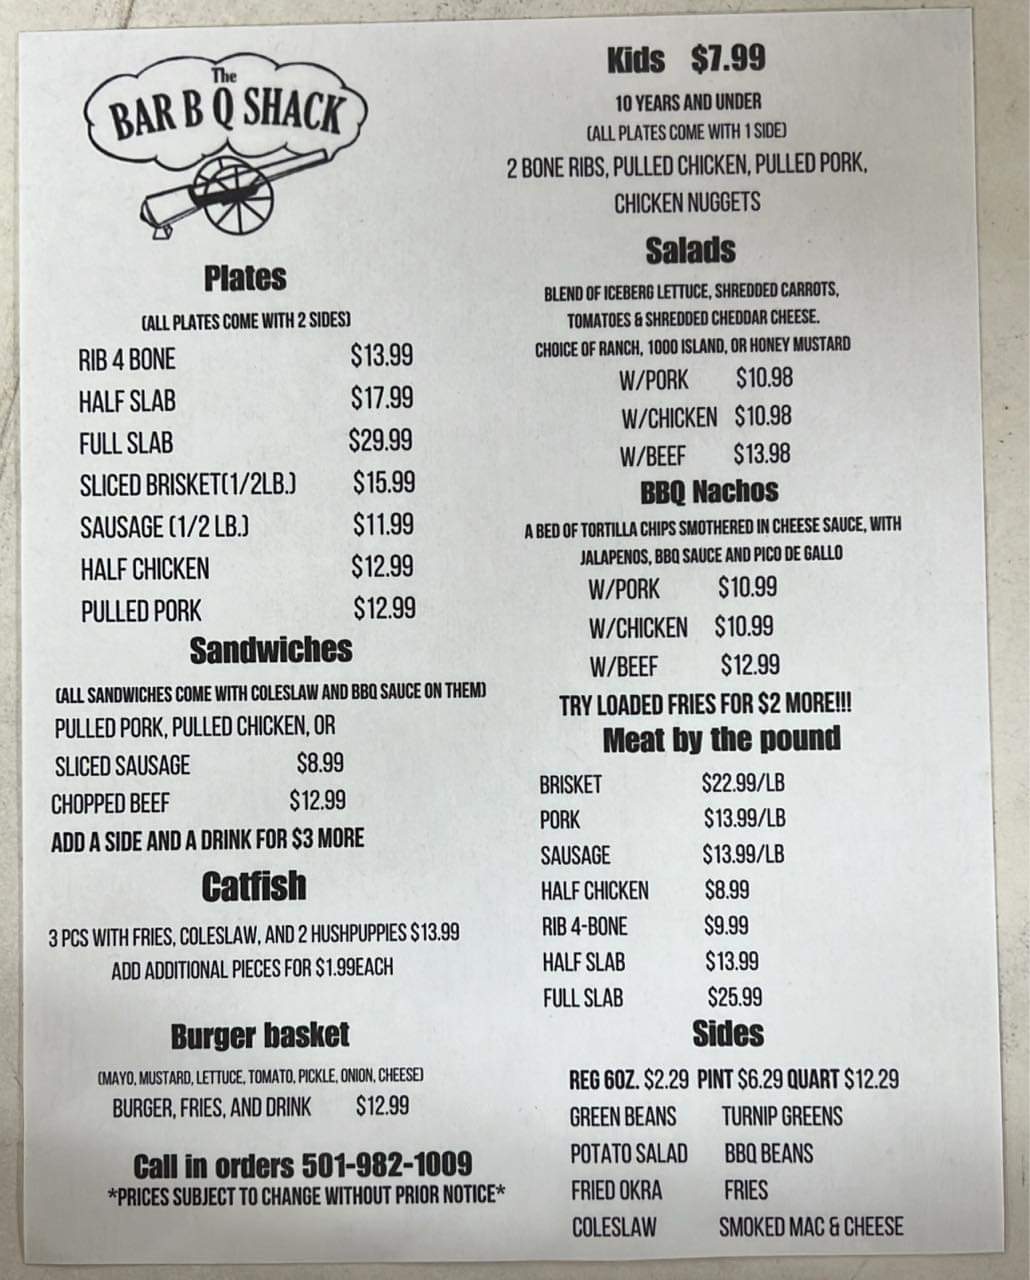 The
BAR B Q SHACK
Plates
(ALL PLATES COME WITH 2 SIDES)
RIB 4 BONE $13.99
HALF SLAB $17.99
FULL SLAB $29.99
SLICED BRISKET(1/2LB.) $15.99
SAUSAGE (1/2 LB.) $11.99
HALF CHICKEN $12.99
PULLED PORK $12.99
Sandwiches
(ALL SANDWICHES COME WITH COLESLAW AND BBQ SAUCE ON THEM)
PULLED PORK, PULLED CHICKEN, OR
SLICED SAUSAGE $8.99
CHOPPED BEEF $12.99
ADD A SIDE AND A DRINK FOR $3 MORE
Catfish
3 PCS WITH FRIES, COLESLAW, AND 2 HUSHPUPPIES $13.99
ADD ADDITIONAL PIECES FOR $1.99EACH
Burger basket
(MAYO, MUSTARD, LETTUCE, TOMATO, PICKLE, ONION, CHEESE)
BURGER, FRIES, AND DRINK $12.99
Call in orders 501-982-1009
*PRICES SUBJECT TO CHANGE WITHOUT PRIOR NOTICE*
Kids $7.99
10 YEARS AND UNDER
(ALL PLATES COME WITH 1 SIDE)
2 BONE RIBS, PULLED CHICKEN, PULLED PORK,
CHICKEN NUGGETS
Salads
BLEND OF ICEBERG LETTUCE, SHREDDED CARROTS,
TOMATOES & SHREDDED CHEDDAR CHEESE.
CHOICE OF RANCH, 1000 ISLAND, OR HONEY MUSTARD
W/PORK $10.98
W/CHICKEN $10.98
W/BEEF $13.98
BBQ Nachos
A BED OF TORTILLA CHIPS SMOTHERED IN CHEESE SAUCE, WITH
JALAPENOS, BBQ SAUCE AND PICO DE GALLO
W/PORK $10.99
W/CHICKEN $10.99
W/BEEF $12.99
TRY LOADED FRIES FOR $2 MORE!!!
Meat by the pound
BRISKET $22.99/LB
PORK $13.99/LB
SAUSAGE $13.99/LB
HALF CHICKEN $8.99
RIB 4-BONE $9.99
HALF SLAB $13.99
FULL SLAB $25.99
Sides
REG 6OZ. $2.29 PINT $6.29 QUART $12.29
GREEN BEANS TURNIP GREENS
POTATO SALAD BBQ BEANS
FRIED OKRA FRIES
COLESLAW SMOKED MAC & CHEESE